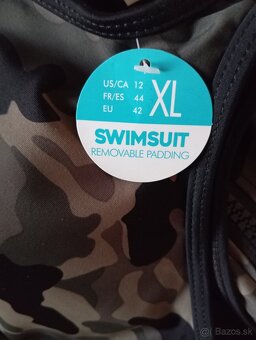 US/CA 12
FR/ES 44
EU 42
XL
SWIMSUIT
REMOVABLE PADDING
Bazos.sk